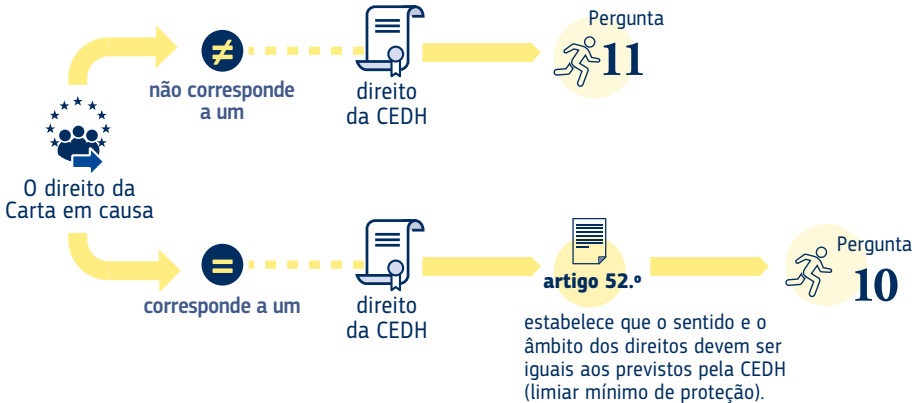 Pergunta
11
≠
não corresponde
a um
direito
da CEDH
O direito da
Carta em causa
=
corresponde a um
direito
da CEDH
artigo 52.º
estabelece que o sentido e o
âmbito dos direitos devem ser
iguais aos previstos pela CEDH
(limiar mínimo de proteção).
Pergunta
10